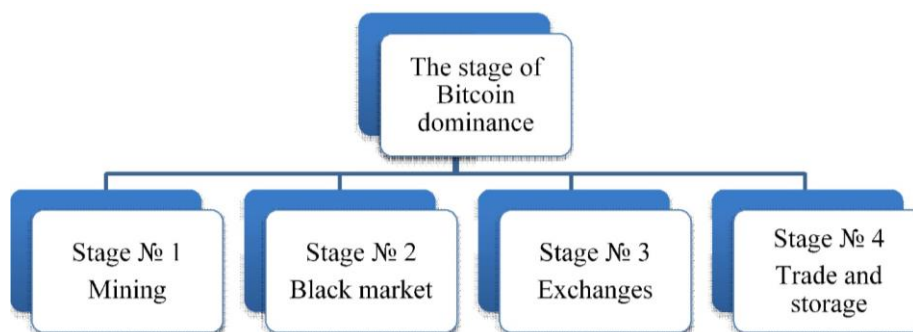 The stage of
Bitcoin
dominance
Stage № 1
Mining
Stage № 2
Black market
Stage № 3
Exchanges
Stage № 4
Trade and
storage